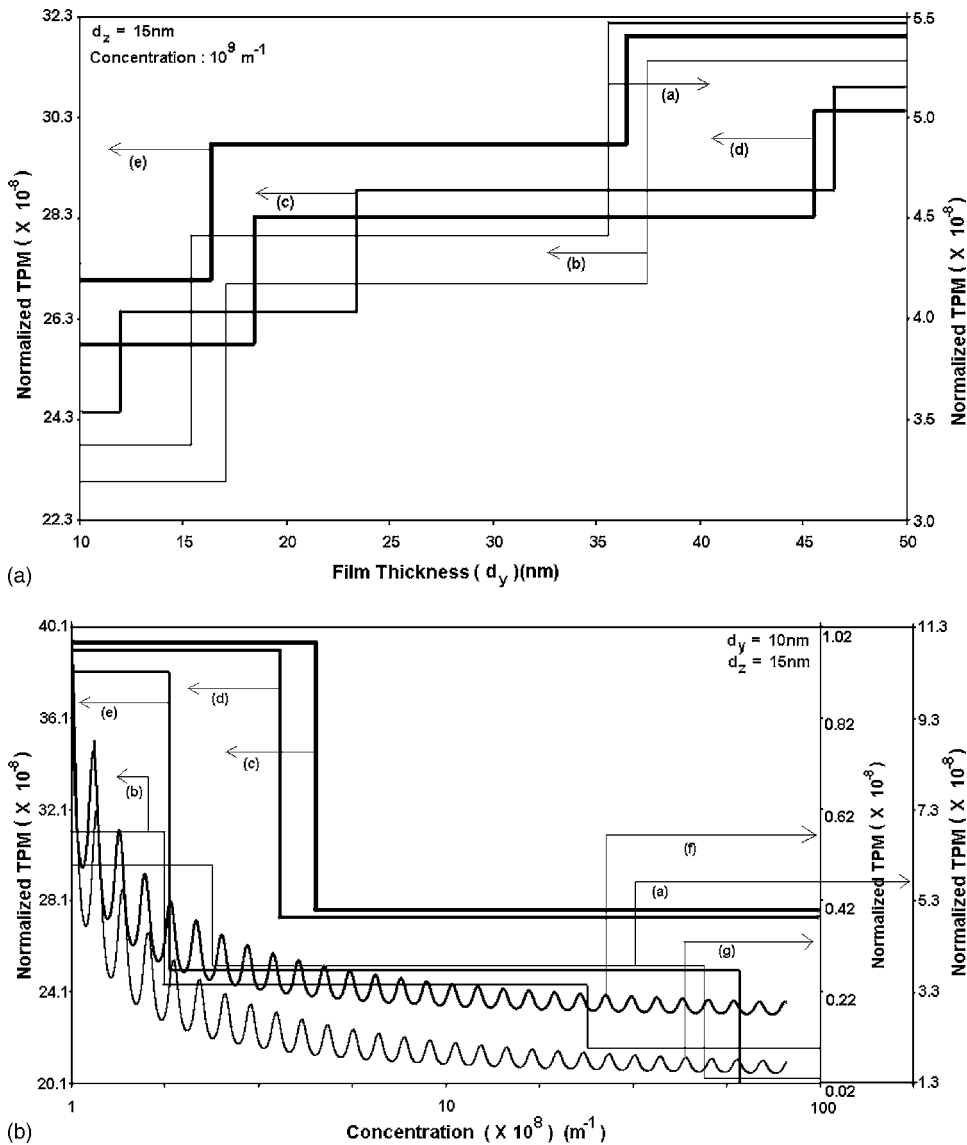 32.3
5.5
d_z = 15nm
Concentration : 10^9 m^-1
(a)
30.3
5.0
(e)
(d)
(c)
28.3
4.5
(b)
26.3
4.0
24.3
3.5
22.3
3.0
Normalized TPM ( X 10^-8)
Normalized TPM ( X 10^-8)
10 15 20 25 30 35 40 45 50
Film Thickness ( d_y )(nm)
(a)
40.1
1.02
11.3
d_y = 10nm
d_z = 15nm
(d)
(e)
36.1
0.82
9.3
(c)
(b)
32.1
0.62
7.3
(f)
(a)
28.1
0.42
5.3
(g)
24.1
0.22
3.3
20.1
0.02
1.3
Normalized TPM ( X 10^-8)
Normalized TPM ( X 10^-8)
Normalized TPM ( X 10^-8)
1 10 100
Concentration ( X 10^8) (m^-1)
(b)